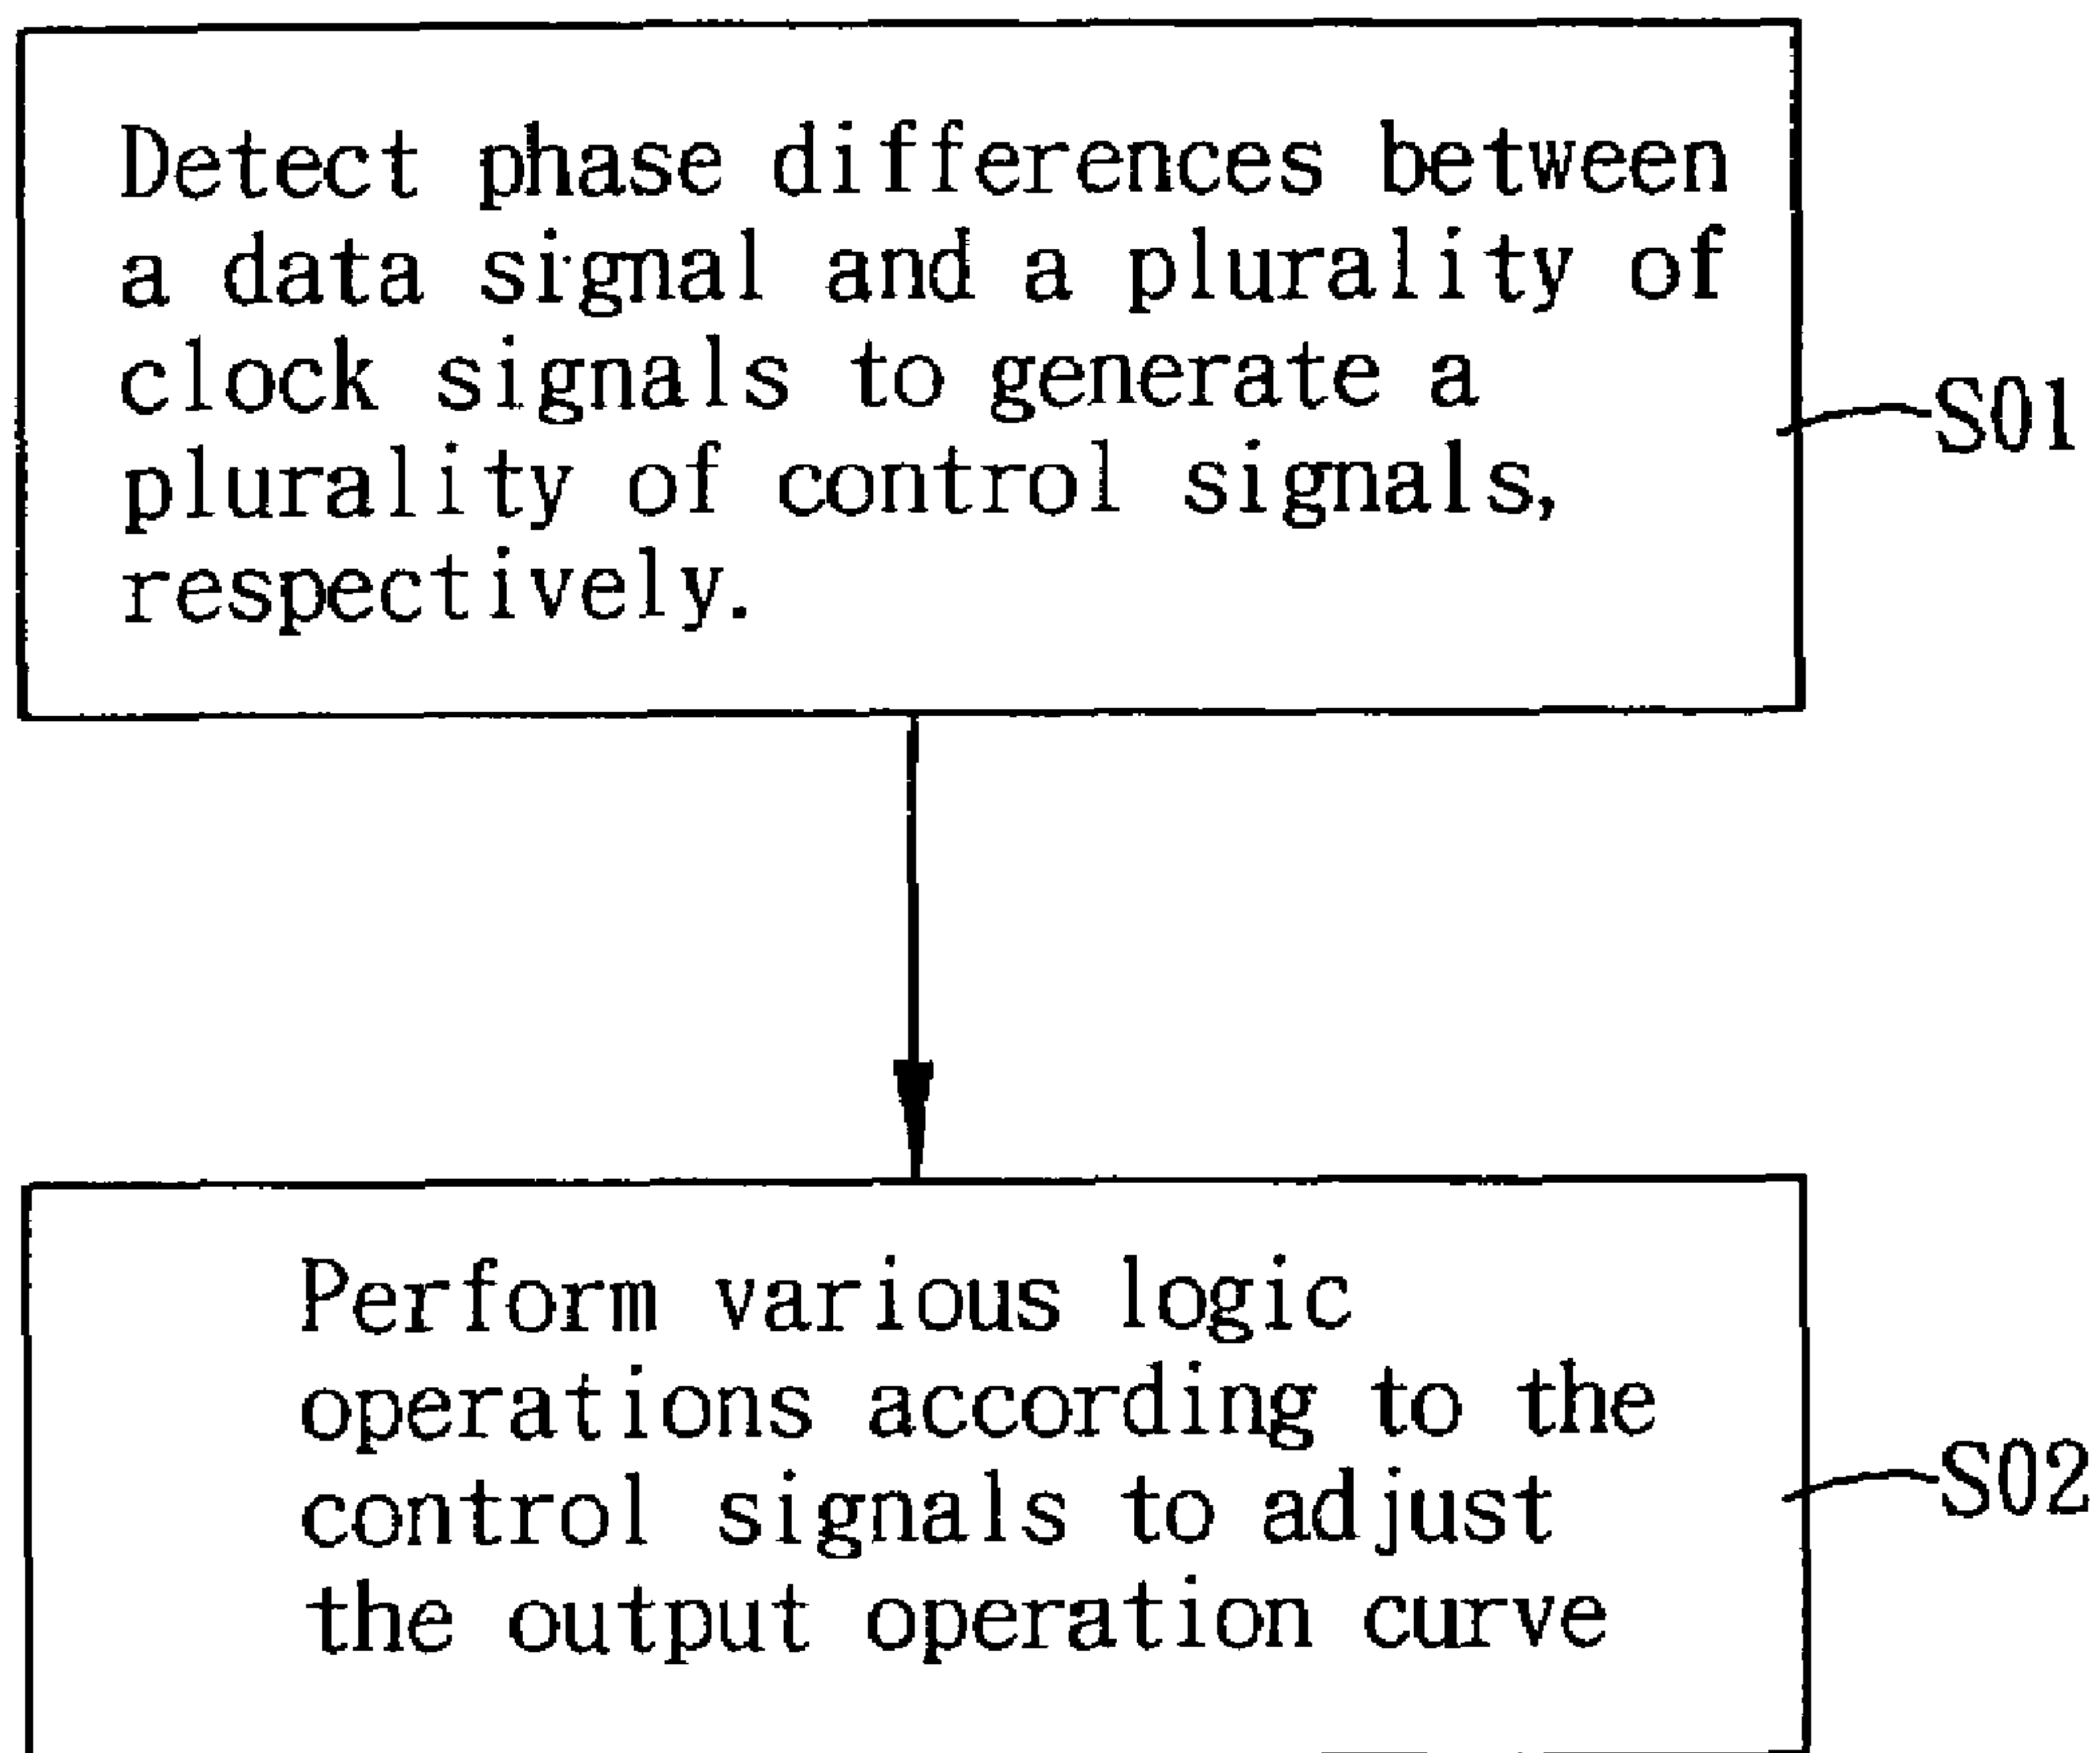 Detect phase differences between
a data signal and a plurality of
clock signals to generate a
plurality of control signals,
respectively.
S01
Perform various logic
operations according to the
control signals to adjust
the output operation curve
S02